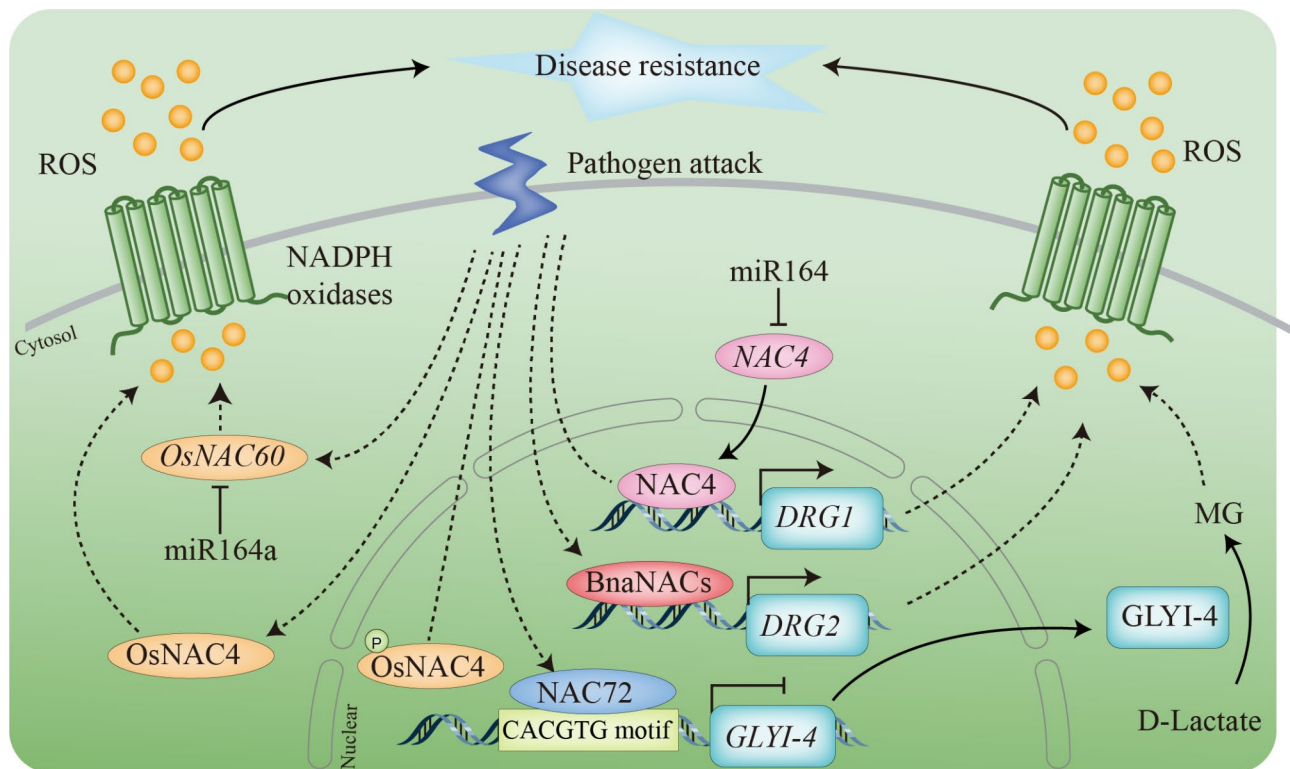 Disease resistance
Pathogen attack
ROS
ROS
NADPH
oxidases
Cytosol
miR164
NAC4
OsNAC60
miR164a
NAC4
DRG1
MG
BnaNACs
DRG2
GLYI-4
OsNAC4
P
OsNAC4
NAC72
CACGTG motif
GLYI-4
D-Lactate
Nuclear